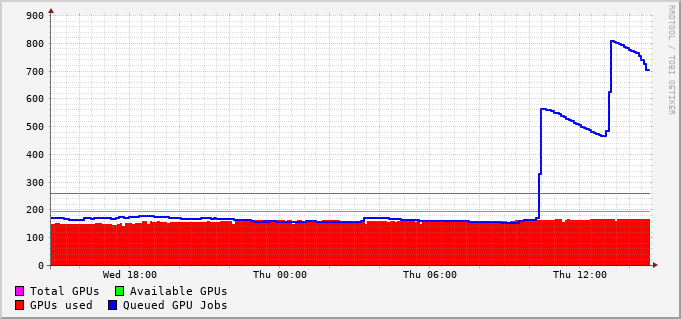 900
800
700
600
500
400
300
200
100
0
Wed 18:00 Thu 00:00 Thu 06:00 Thu 12:00
Total GPUs Available GPUs
GPUs used Queued GPU Jobs
RRDTOOL / TOBI OETIKER